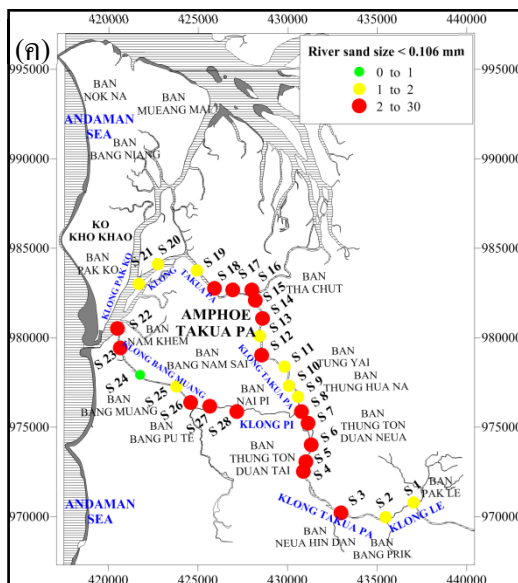 420000 425000 430000 435000 440000
(ค)
River sand size < 0.106 mm
0 to 1
1 to 2
2 to 30
995000
990000
985000
980000
975000
970000
BAN
NOK NA
BAN
MUEANG MAI
ANDAMAN
SEA
BAN
BANG NIANG
KO
KHO KHAO
BAN
PAK KO
KLONG PAK KO
KLONG TAKUA PA
S 21
S 20
S 19
S 18
S 17
S 16
S 15
S 14
S 13
S 12
S 11
S 10
S 9
S 8
S 7
S 6
S 5
S 4
S 3
S 2
S 1
S 22
S 23
S 24
S 25
S 26
S 27
S 28
BAN
THA CHUT
AMPHOE
TAKUA PA
BAN
NAM KHEM
KLONG BANG MUANG
BAN
BANG NAM SAI
KLONG TAKUA PA
BAN
TUNG YAI
BAN
THUNG HUA NA
BAN
NAI PI
BAN
BANG MUANG
BAN
BANG PU TE
KLONG PI
BAN
THUNG TON
DUAN NEUA
BAN
THUNG TON
DUAN TAI
BAN
PAK LE
KLONG TAKUA PA
KLONG LE
ANDAMAN
SEA
BAN
NEUA HIN DAN
BAN
BANG PRIK
420000 425000 430000 435000 440000